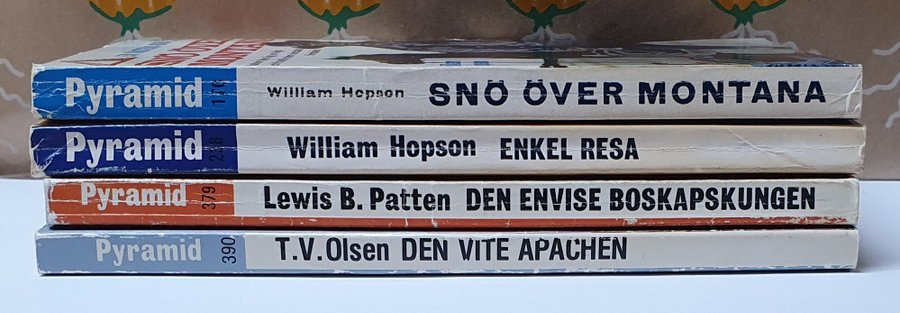 Pyramid William Hopson SNÖ ÖVER MONTANA
Pyramid 238 William Hopson ENKEL RESA
Pyramid 379 Lewis B. Patten DEN ENVISE BOSKAPSKUNGEN
Pyramid 390 T.V.Olsen DEN VITE APACHEN